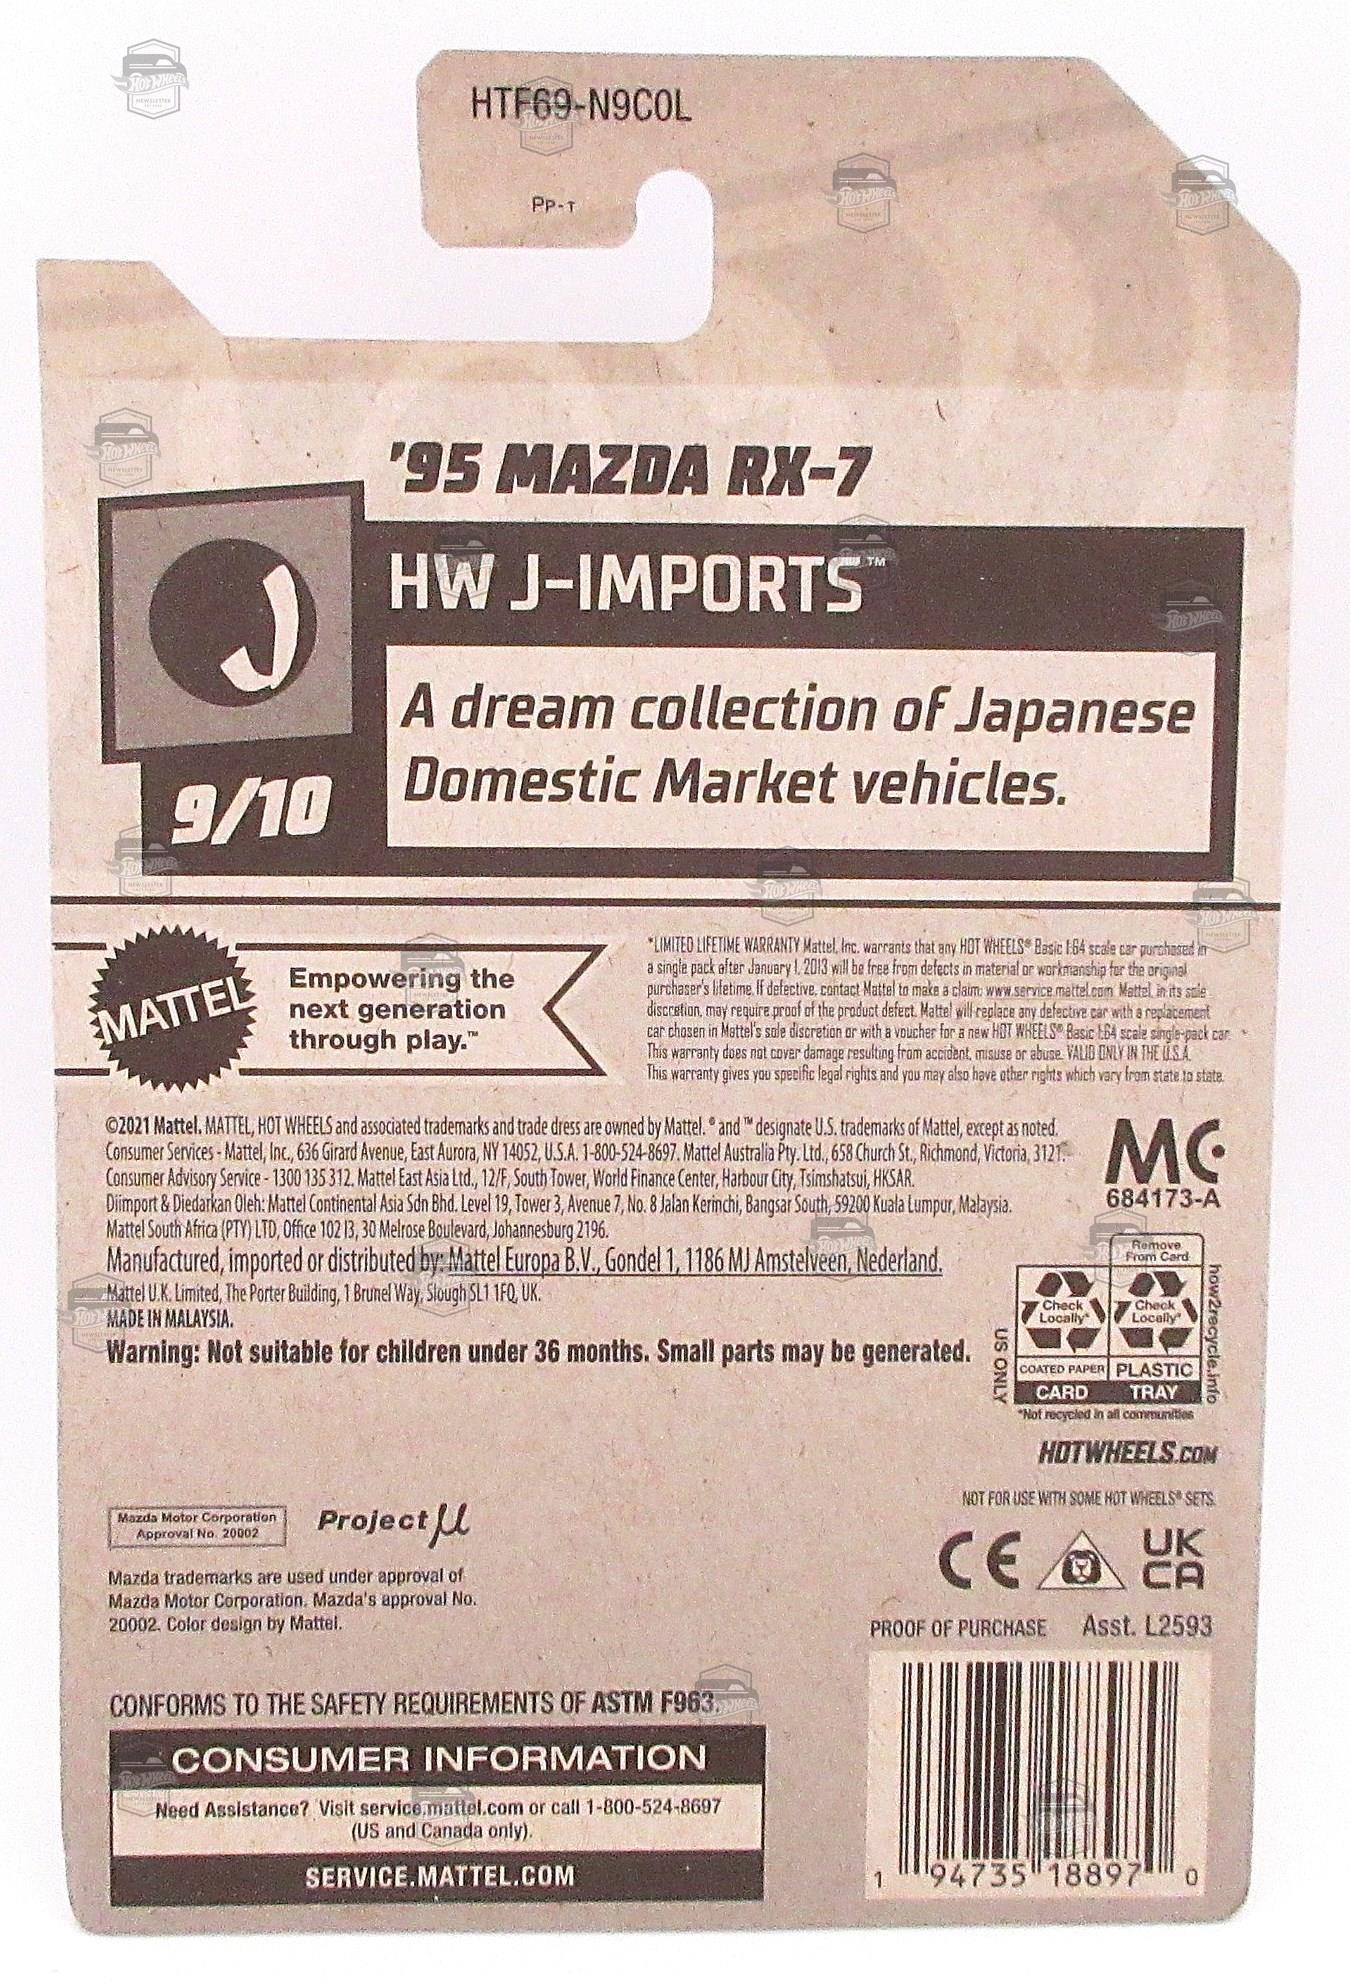 HTF69-N9C0L
PP-T
'95 MAZDA RX-7
HW J-IMPORTS™
J
A dream collection of Japanese
Domestic Market vehicles.
9/10
MATTEL
Empowering the
next generation
through play.™
*LIMITED LIFETIME WARRANTY Mattel, Inc. warrants that any HOT WHEELS® Basic 1:64 scale car purchased in
a single pack after January 1, 2013 will be free from defects in material or workmanship for the original
purchaser's lifetime. If defective, contact Mattel to make a claim: www.service.mattel.com. Mattel, in its sole
discretion, may require proof of the product defect. Mattel will replace any defective car with a replacement
car chosen in Mattel's sole discretion or with a voucher for a new HOT WHEELS® Basic 1:64 scale single-pack car.
This warranty does not cover damage resulting from accident, misuse or abuse. VALID ONLY IN THE U.S.A.
This warranty gives you specific legal rights and you may also have other rights which vary from state to state.
©2021 Mattel. MATTEL, HOT WHEELS and associated trademarks and trade dress are owned by Mattel. ® and ™ designate U.S. trademarks of Mattel, except as noted.
Consumer Services - Mattel, Inc., 636 Girard Avenue, East Aurora, NY 14052, U.S.A. 1-800-524-8697. Mattel Australia Pty. Ltd., 658 Church St., Richmond, Victoria, 3121.-
Consumer Advisory Service - 1300 135 312. Mattel East Asia Ltd., 12/F, South Tower, World Finance Center, Harbour City, Tsimshatsui, HKSAR.
Diimport & Diedarkan Oleh: Mattel Continental Asia Sdn Bhd. Level 19, Tower 3, Avenue 7, No. 8 Jalan Kerinchi, Bangsar South, 59200 Kuala Lumpur, Malaysia.
Mattel South Africa (PTY) LTD, Office 102 I3, 30 Melrose Boulevard, Johannesburg 2196.
Manufactured, imported or distributed by: Mattel Europa B.V., Gondel 1, 1186 MJ Amstelveen, Nederland.
Mattel U.K. Limited, The Porter Building, 1 Brunel Way, Slough SL1 1FQ, UK.
MADE IN MALAYSIA.
Warning: Not suitable for children under 36 months. Small parts may be generated.
MC
684173-A
Remove
From Card
Check
Locally*
Check
Locally*
COATED PAPER
PLASTIC
CARD
TRAY
US ONLY
how2recycle.info
*Not recycled in all communities
HOTWHEELS.COM
NOT FOR USE WITH SOME HOT WHEELS® SETS.
Mazda Motor Corporation
Approval No. 20002
Project μ
CE
UK
CA
Mazda trademarks are used under approval of
Mazda Motor Corporation. Mazda's approval No.
20002. Color design by Mattel.
PROOF OF PURCHASE Asst. L2593
CONFORMS TO THE SAFETY REQUIREMENTS OF ASTM F963.
CONSUMER INFORMATION
Need Assistance? Visit service.mattel.com or call 1-800-524-8697
(US and Canada only).
SERVICE.MATTEL.COM
1 94735 18897 0